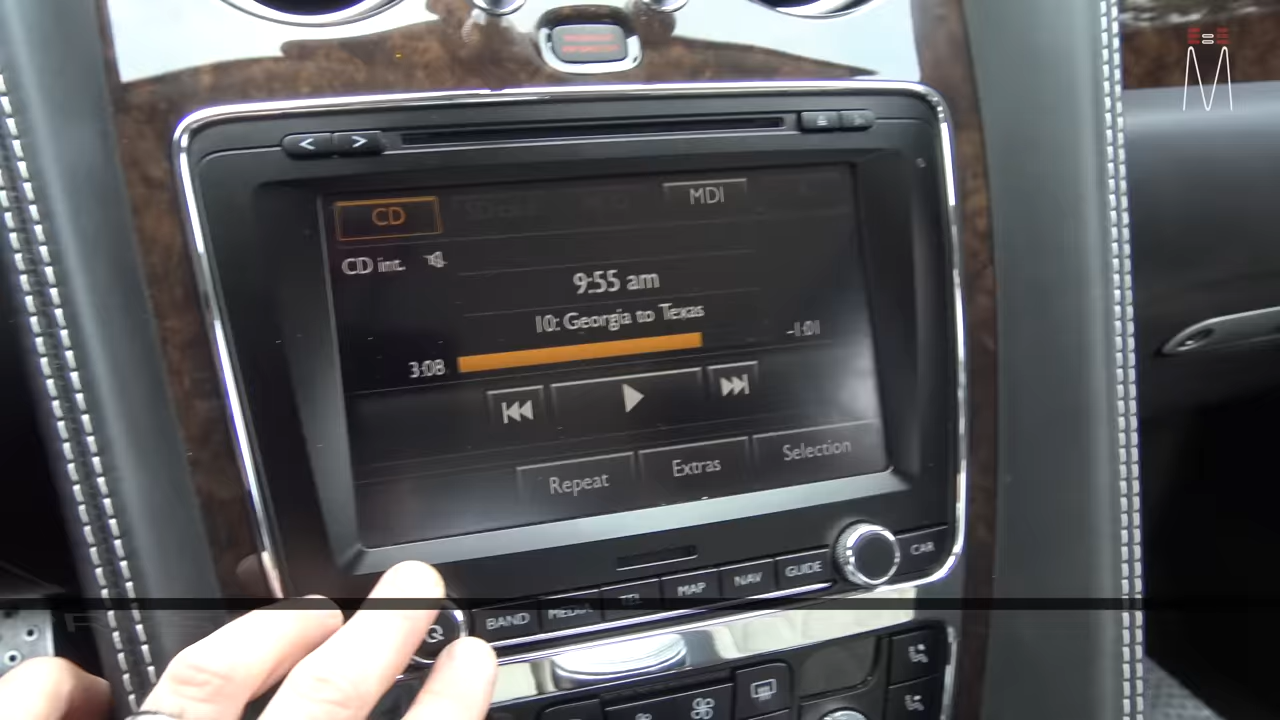 CD
MDI
CD int.
9:55 am
10: Georgia to Texas
3:08
-1:01
Repeat
Extras
Selection
BAND
MEDIA
TEL
MAP
NAV
GUIDE
CAR